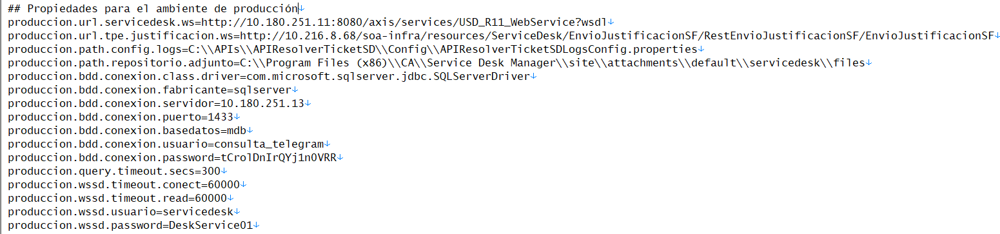 ## Propiedades para el ambiente de producción
produccion.url.servicedesk.ws=http://10.180.251.11:8080/axis/services/USD_R11_WebService?wsdl
produccion.url.tpe.justificacion.ws=http://10.216.8.68/soa-infra/resources/ServiceDesk/EnvioJustificacionSF/RestEnvioJustificacionSF/EnvioJustificacionSF
produccion.path.config.logs=C:\\APIs\\APIResolverTicketSD\\Config\\APIResolverTicketSDLogsConfig.properties
produccion.path.repositorio.adjunto=C:\\Program Files (x86)\\CA\\Service Desk Manager\\site\\attachments\\default\\servicedesk\\files
produccion.bdd.conexion.class.driver=com.microsoft.sqlserver.jdbc.SQLServerDriver
produccion.bdd.conexion.fabricante=sqlserver
produccion.bdd.conexion.servidor=10.180.251.13
produccion.bdd.conexion.puerto=1433
produccion.bdd.conexion.basedatos=mdb
produccion.bdd.conexion.usuario=consulta_telegram
produccion.bdd.conexion.password=tCrolDnIrQYj1n0VRR
produccion.query.timeout.secs=300
produccion.wssd.timeout.conect=60000
produccion.wssd.timeout.read=60000
produccion.wssd.usuario=servicedesk
produccion.wssd.password=DeskService01